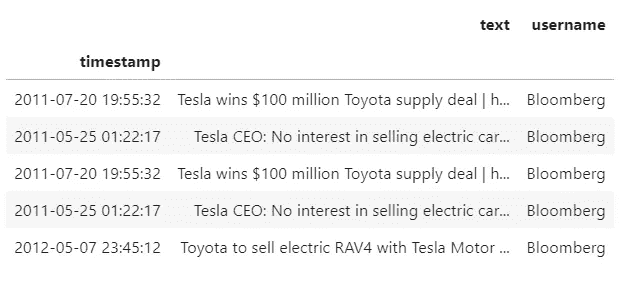 text username
timestamp
2011-07-20 19:55:32 Tesla wins $100 million Toyota supply deal | h... Bloomberg
2011-05-25 01:22:17 Tesla CEO: No interest in selling electric car... Bloomberg
2011-07-20 19:55:32 Tesla wins $100 million Toyota supply deal | h... Bloomberg
2011-05-25 01:22:17 Tesla CEO: No interest in selling electric car... Bloomberg
2012-05-07 23:45:12 Toyota to sell electric RAV4 with Tesla Motor ... Bloomberg